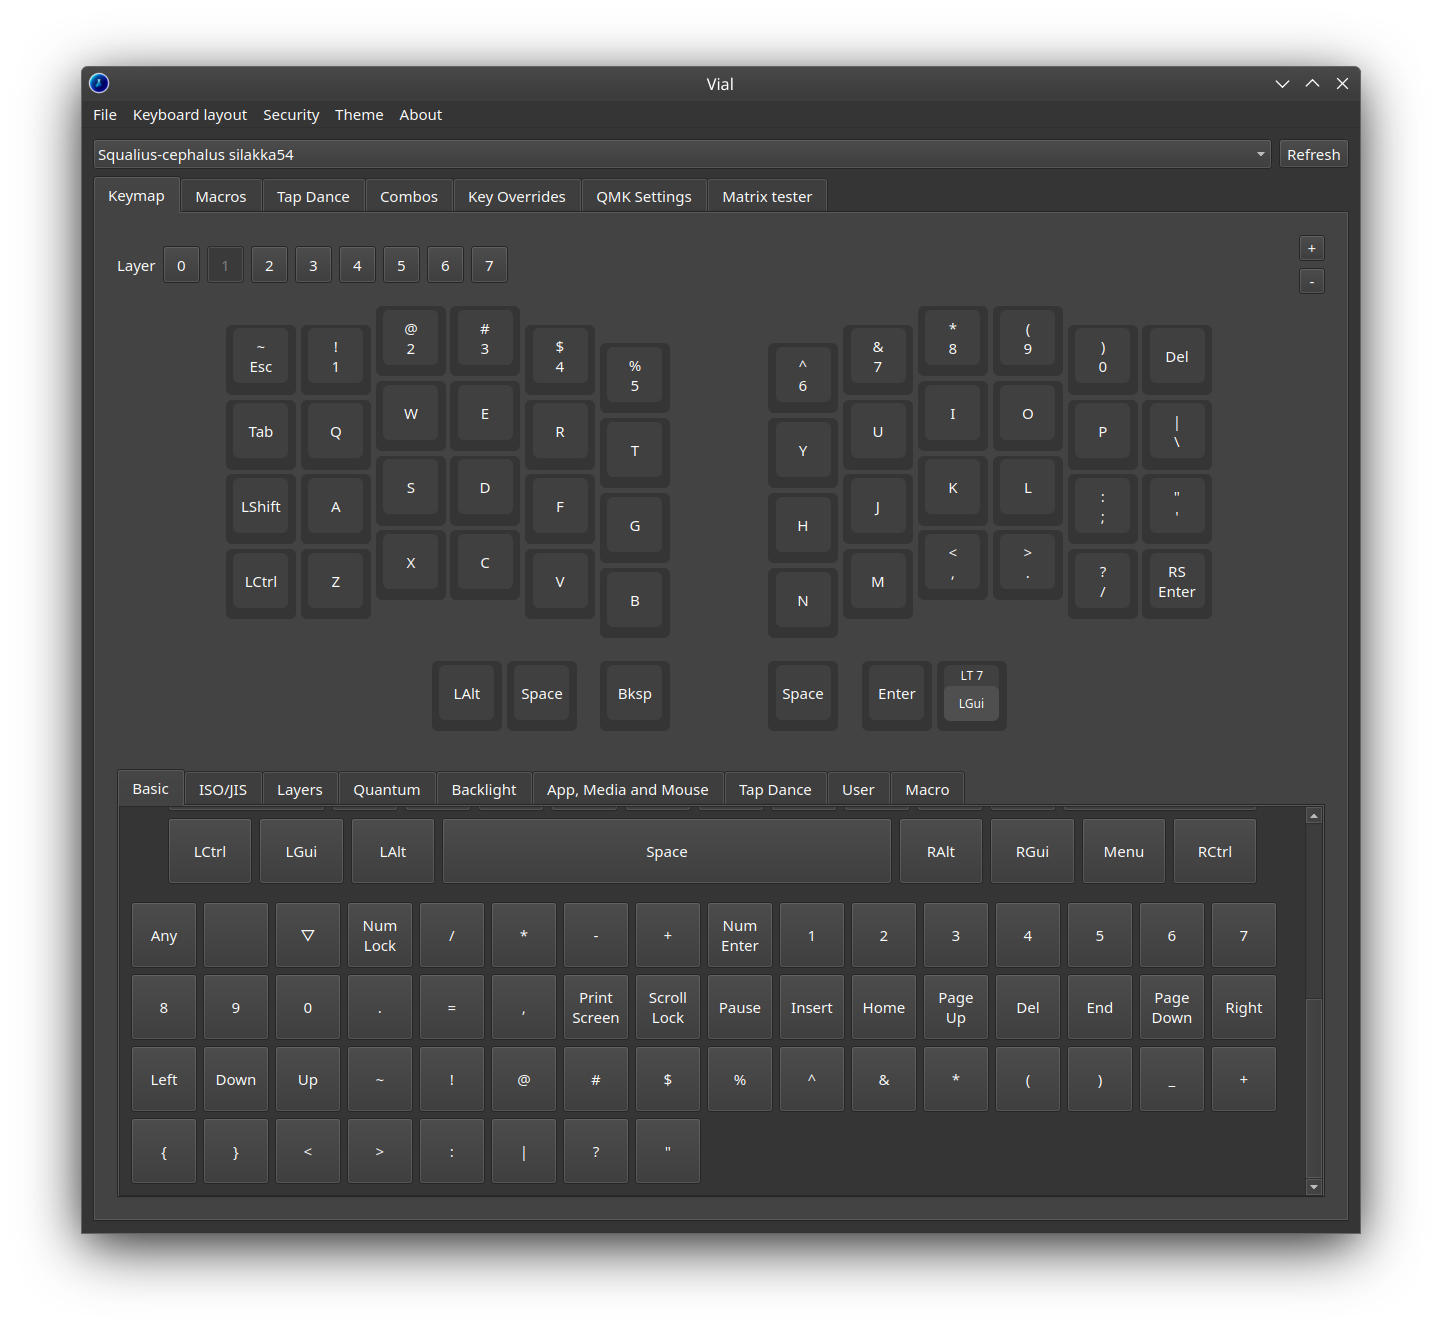 Vial
File Keyboard layout Security Theme About
Squalius-cephalus silakka54 Refresh
Keymap Macros Tap Dance Combos Key Overrides QMK Settings Matrix tester
+
Layer 0 1 2 3 4 5 6 7
-
@ # * (
2 3 8 9
~ ! $ & )
Esc 1 4 7 0 Del
% ^
5 6
W E I O
Tab Q R U P | \
T Y
S D K L
LShift A F J : ; " '
G H
X C < , > .
LCtrl Z V M ? / RS Enter
B N
LAlt Space Bksp Space Enter LT 7
LGui
Basic ISO/JIS Layers Quantum Backlight App, Media and Mouse Tap Dance User Macro
LCtrl LGui LAlt Space RAlt RGui Menu RCtrl
Any ▽ Num Lock / * - + Num Enter 1 2 3 4 5 6 7
8 9 0 . = , Print Screen Scroll Lock Pause Insert Home Page Up Del End Page Down Right
Left Down Up ~ ! @ # $ % ^ & * ( ) _ +
{ } < > : | ? "